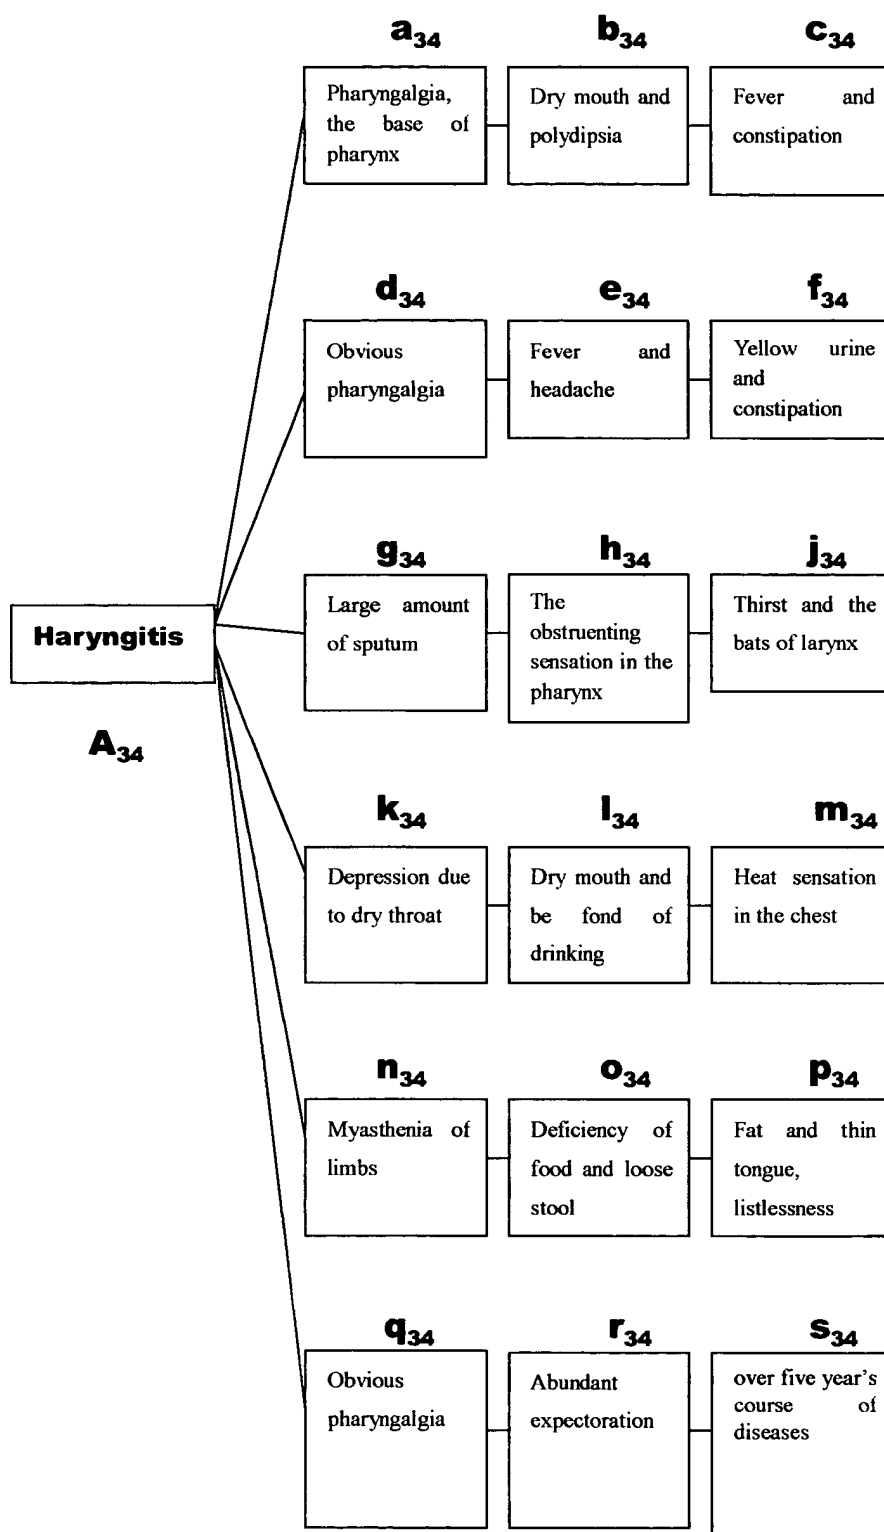 a34 b34 c34
Pharyngalgia,
the base of
pharynx
Dry mouth and
polydipsia
Fever and
constipation
d34 e34 f34
Obvious
pharyngalgia
Fever and
headache
Yellow urine
and
constipation
g34 h34 j34
Large amount
of sputum
The
obstruenting
sensation in the
pharynx
Thirst and the
bats of larynx
Haryngitis
A34
k34 l34 m34
Depression due
to dry throat
Dry mouth and
be fond of
drinking
Heat sensation
in the chest
n34 o34 p34
Myasthenia of
limbs
Deficiency of
food and loose
stool
Fat and thin
tongue,
listlessness
q34 r34 s34
Obvious
pharyngalgia
Abundant
expectoration
over five year's
course of
diseases